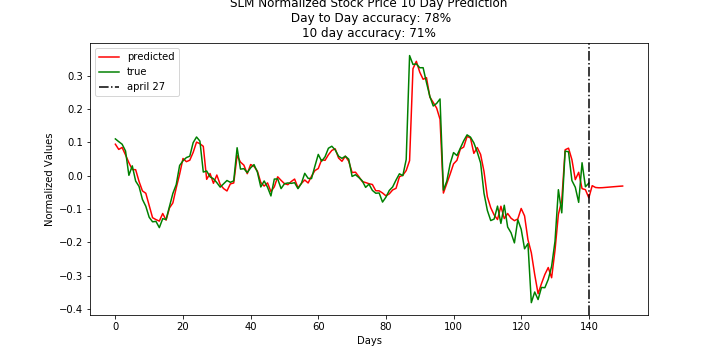 SLM Normalized Stock Price 10 Day Prediction
Day to Day accuracy: 78%
10 day accuracy: 71%
predicted
true
april 27
Normalized Values
0.3
0.2
0.1
0.0
−0.1
−0.2
−0.3
−0.4
0 20 40 60 80 100 120 140
Days